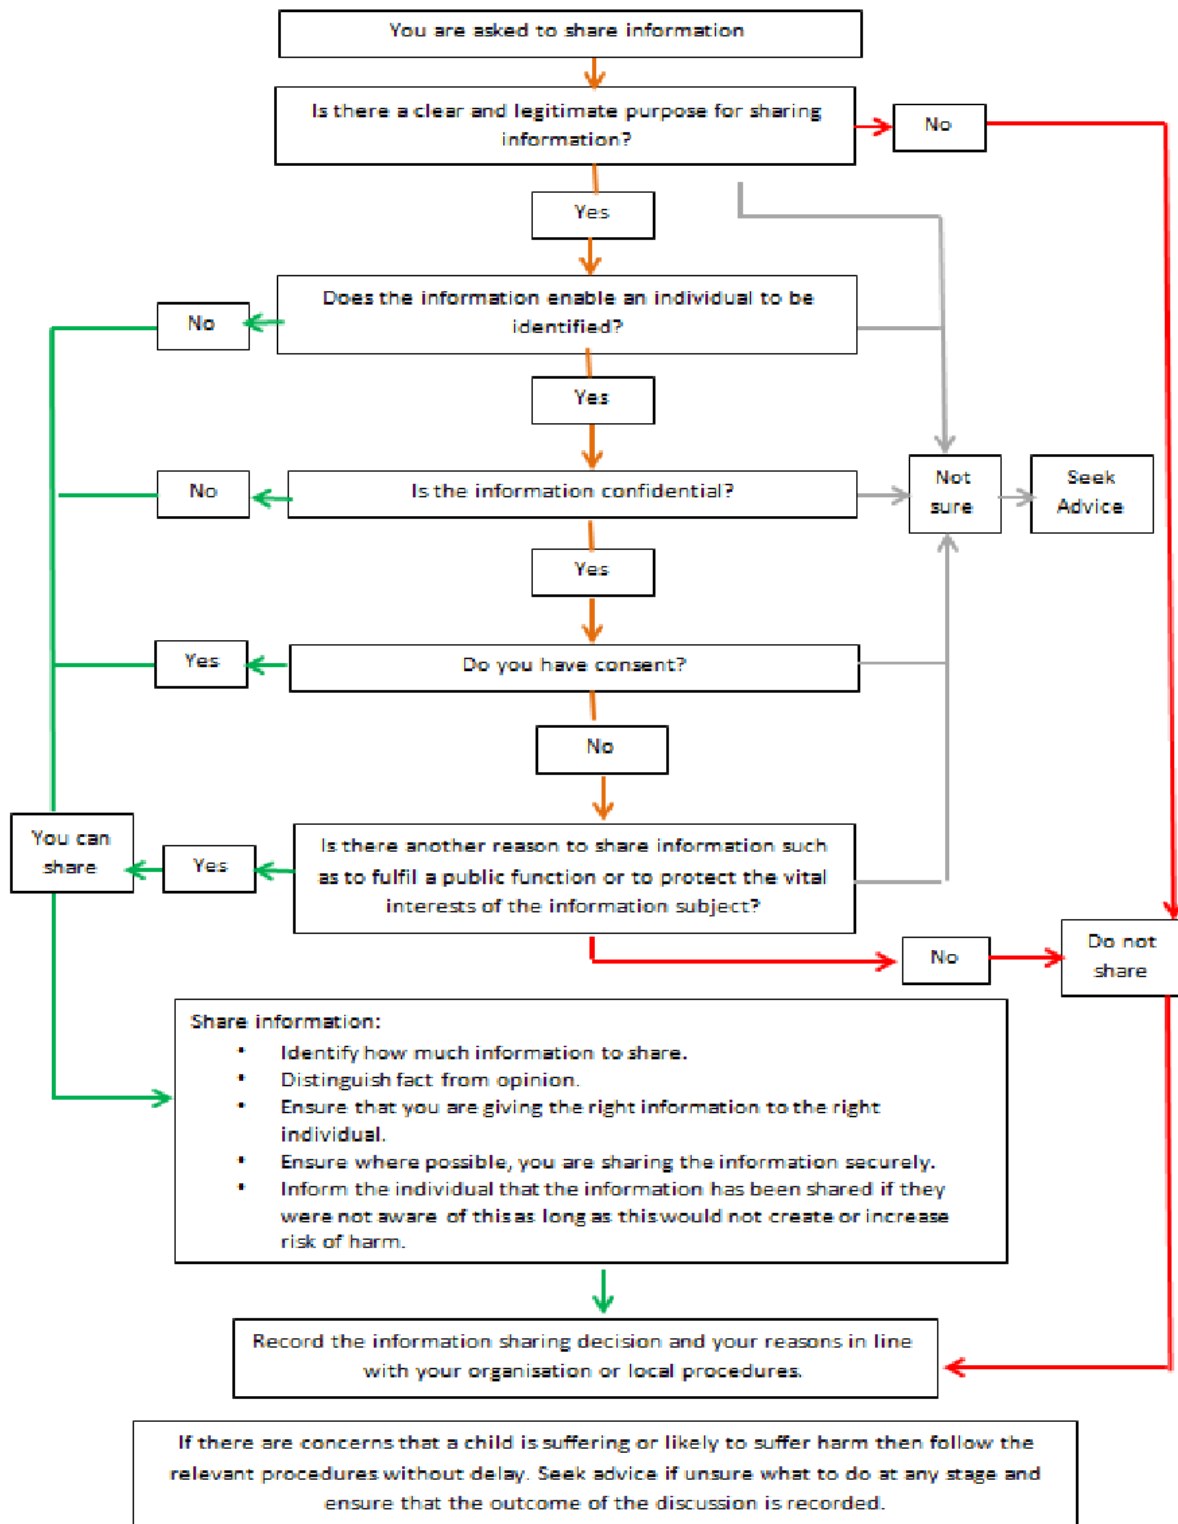 You are asked to share information
Is there a clear and legitimate purpose for sharing
information?
No
Yes
Does the information enable an individual to be
identified?
No
Yes
Is the information confidential?
No
Not
sure
Seek
Advice
Yes
Do you have consent?
Yes
No
Is there another reason to share information such
as to fulfil a public function or to protect the vital
interests of the information subject?
Yes
You can
share
No
Do not
share
Share information:
• Identify how much information to share.
• Distinguish fact from opinion.
• Ensure that you are giving the right information to the right
individual.
• Ensure where possible, you are sharing the information securely.
• Inform the individual that the information has been shared if they
were not aware of this as long as this would not create or increase
risk of harm.
Record the information sharing decision and your reasons in line
with your organisation or local procedures.
If there are concerns that a child is suffering or likely to suffer harm then follow the
relevant procedures without delay. Seek advice if unsure what to do at any stage and
ensure that the outcome of the discussion is recorded.